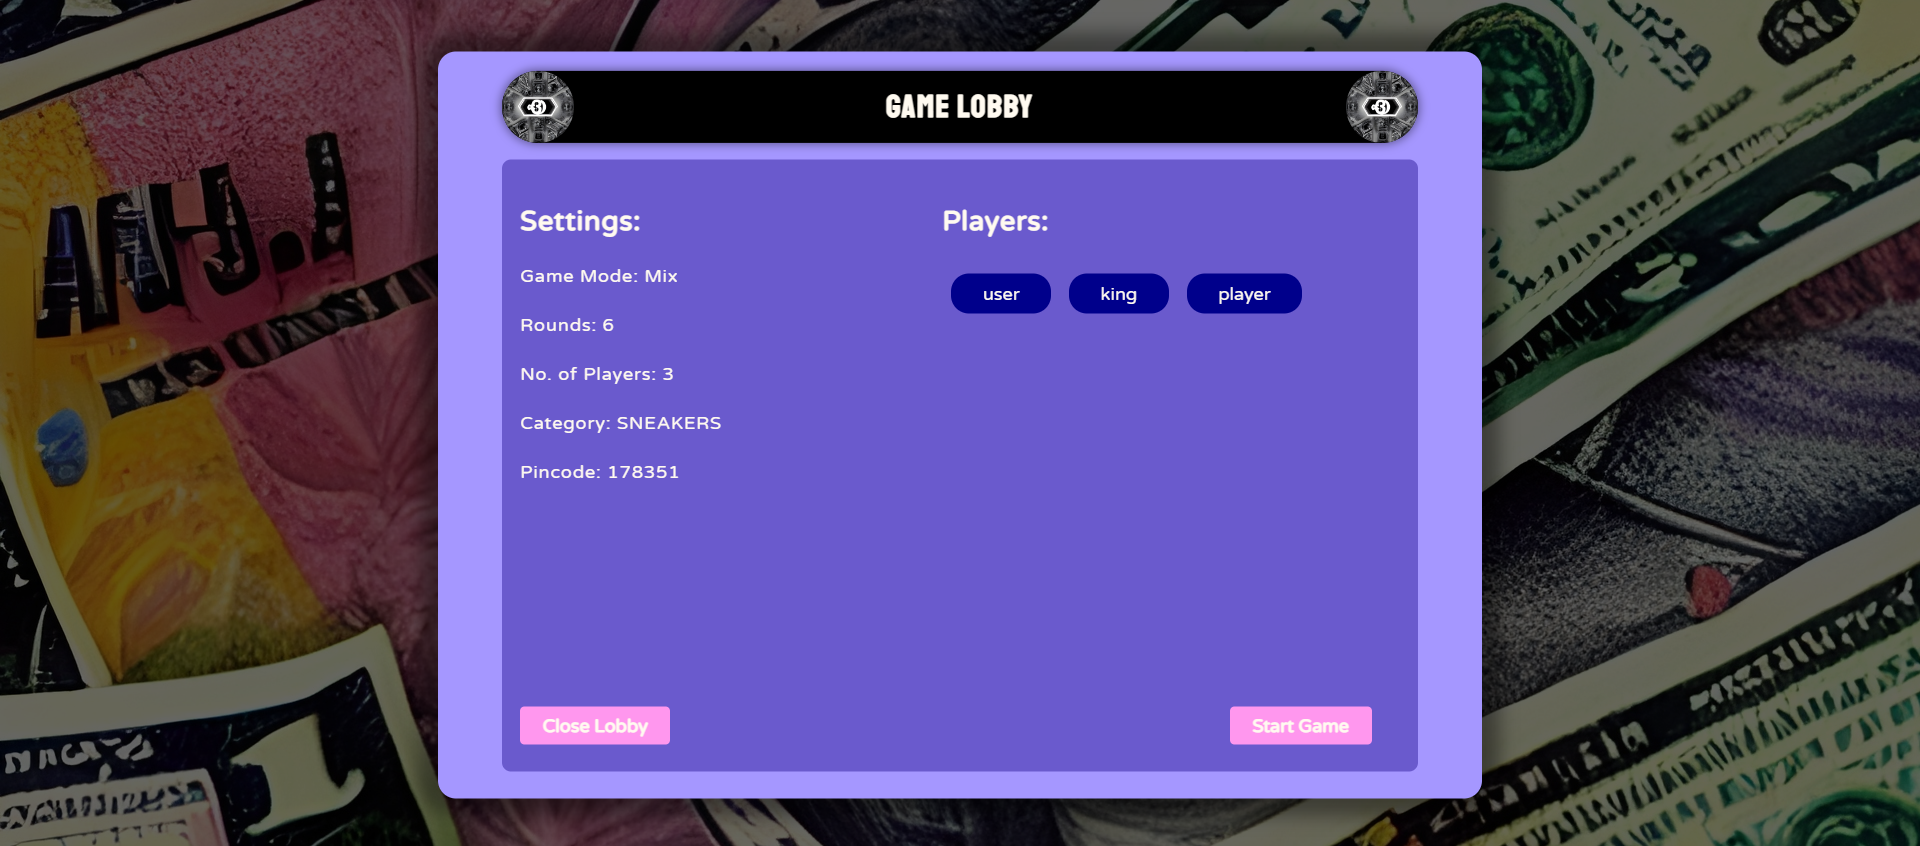 GAME LOBBY
Settings:
Game Mode: Mix
Rounds: 6
No. of Players: 3
Category: SNEAKERS
Pincode: 178351
Players:
user king player
Close Lobby
Start Game